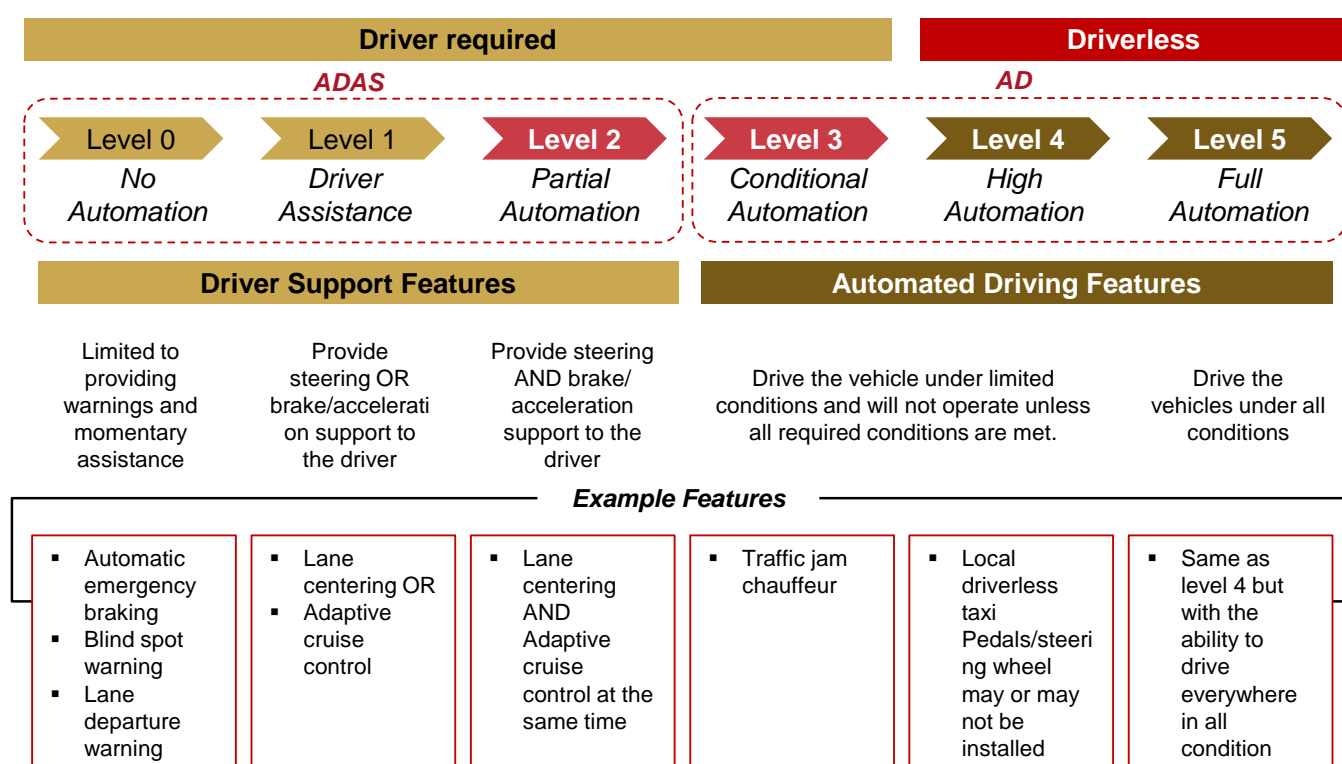 Driver required
Driverless
ADAS
AD
Level 0
Level 1
Level 2
Level 3
Level 4
Level 5
No
Automation
Driver
Assistance
Partial
Automation
Conditional
Automation
High
Automation
Full
Automation
Driver Support Features
Automated Driving Features
Limited to
providing
warnings and
momentary
assistance
Provide
steering OR
brake/accelerati
on support to
the driver
Provide steering
AND brake/
acceleration
support to the
driver
Drive the vehicle under limited
conditions and will not operate unless
all required conditions are met.
Drive the
vehicles under all
conditions
Example Features
▪ Automatic
emergency
braking
▪ Blind spot
warning
▪ Lane
departure
warning
▪ Lane
centering OR
▪ Adaptive
cruise
control
▪ Lane
centering
AND
Adaptive
cruise
control at the
same time
▪ Traffic jam
chauffeur
▪ Local
driverless
taxi
Pedals/steeri
ng wheel
may or may
not be
installed
▪ Same as
level 4 but
with the
ability to
drive
everywhere
in all
condition